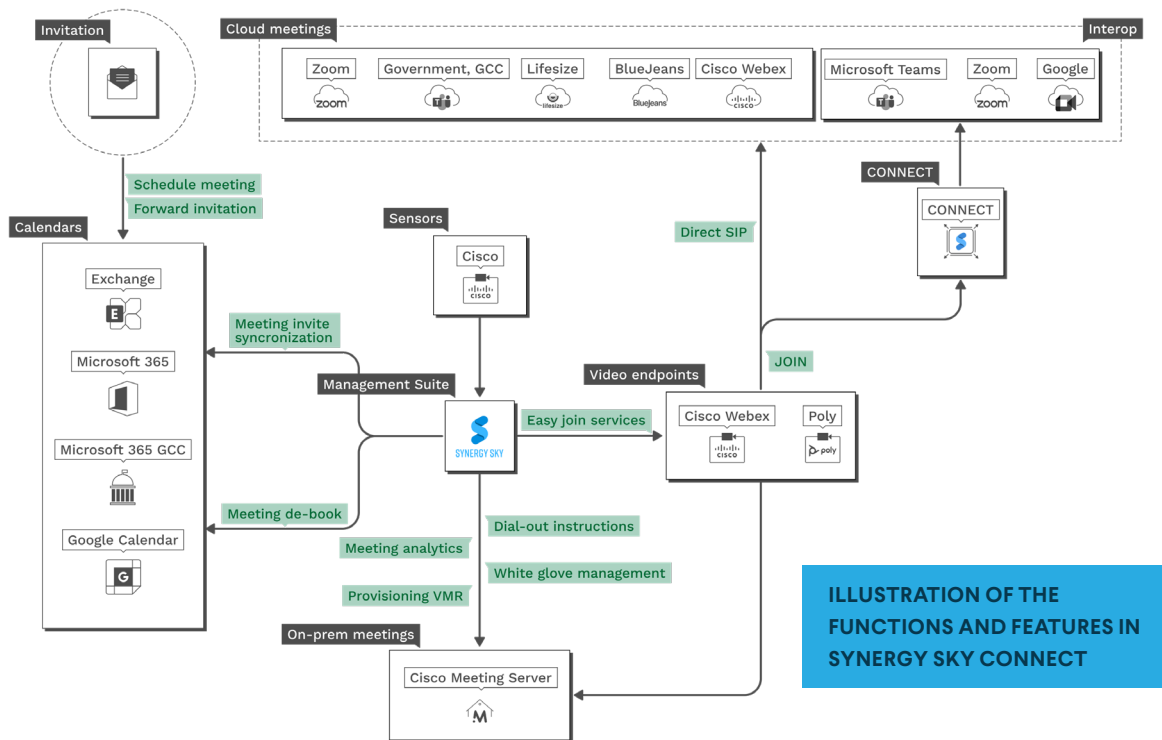 Invitation
Cloud meetings
Interop
Zoom
zoom
Government, GCC
T
Lifesize
lifesize
BlueJeans
BlueJeans
Cisco Webex
CISCO
Microsoft Teams
T
Zoom
zoom
Google
Schedule meeting
Forward invitation
CONNECT
CONNECT
Calendars
Sensors
Cisco
CISCO
Direct SIP
Exchange
E
Meeting invite
syncronization
Microsoft 365
Management Suite
SYNERGY SKY
Easy join services
JOIN
Video endpoints
Cisco Webex
CISCO
Poly
poly
Microsoft 365 GCC
Meeting de-book
Google Calendar
G
Dial-out instructions
Meeting analytics
White glove management
Provisioning VMR
On-prem meetings
Cisco Meeting Server
M
ILLUSTRATION OF THE
FUNCTIONS AND FEATURES IN
SYNERGY SKY CONNECT